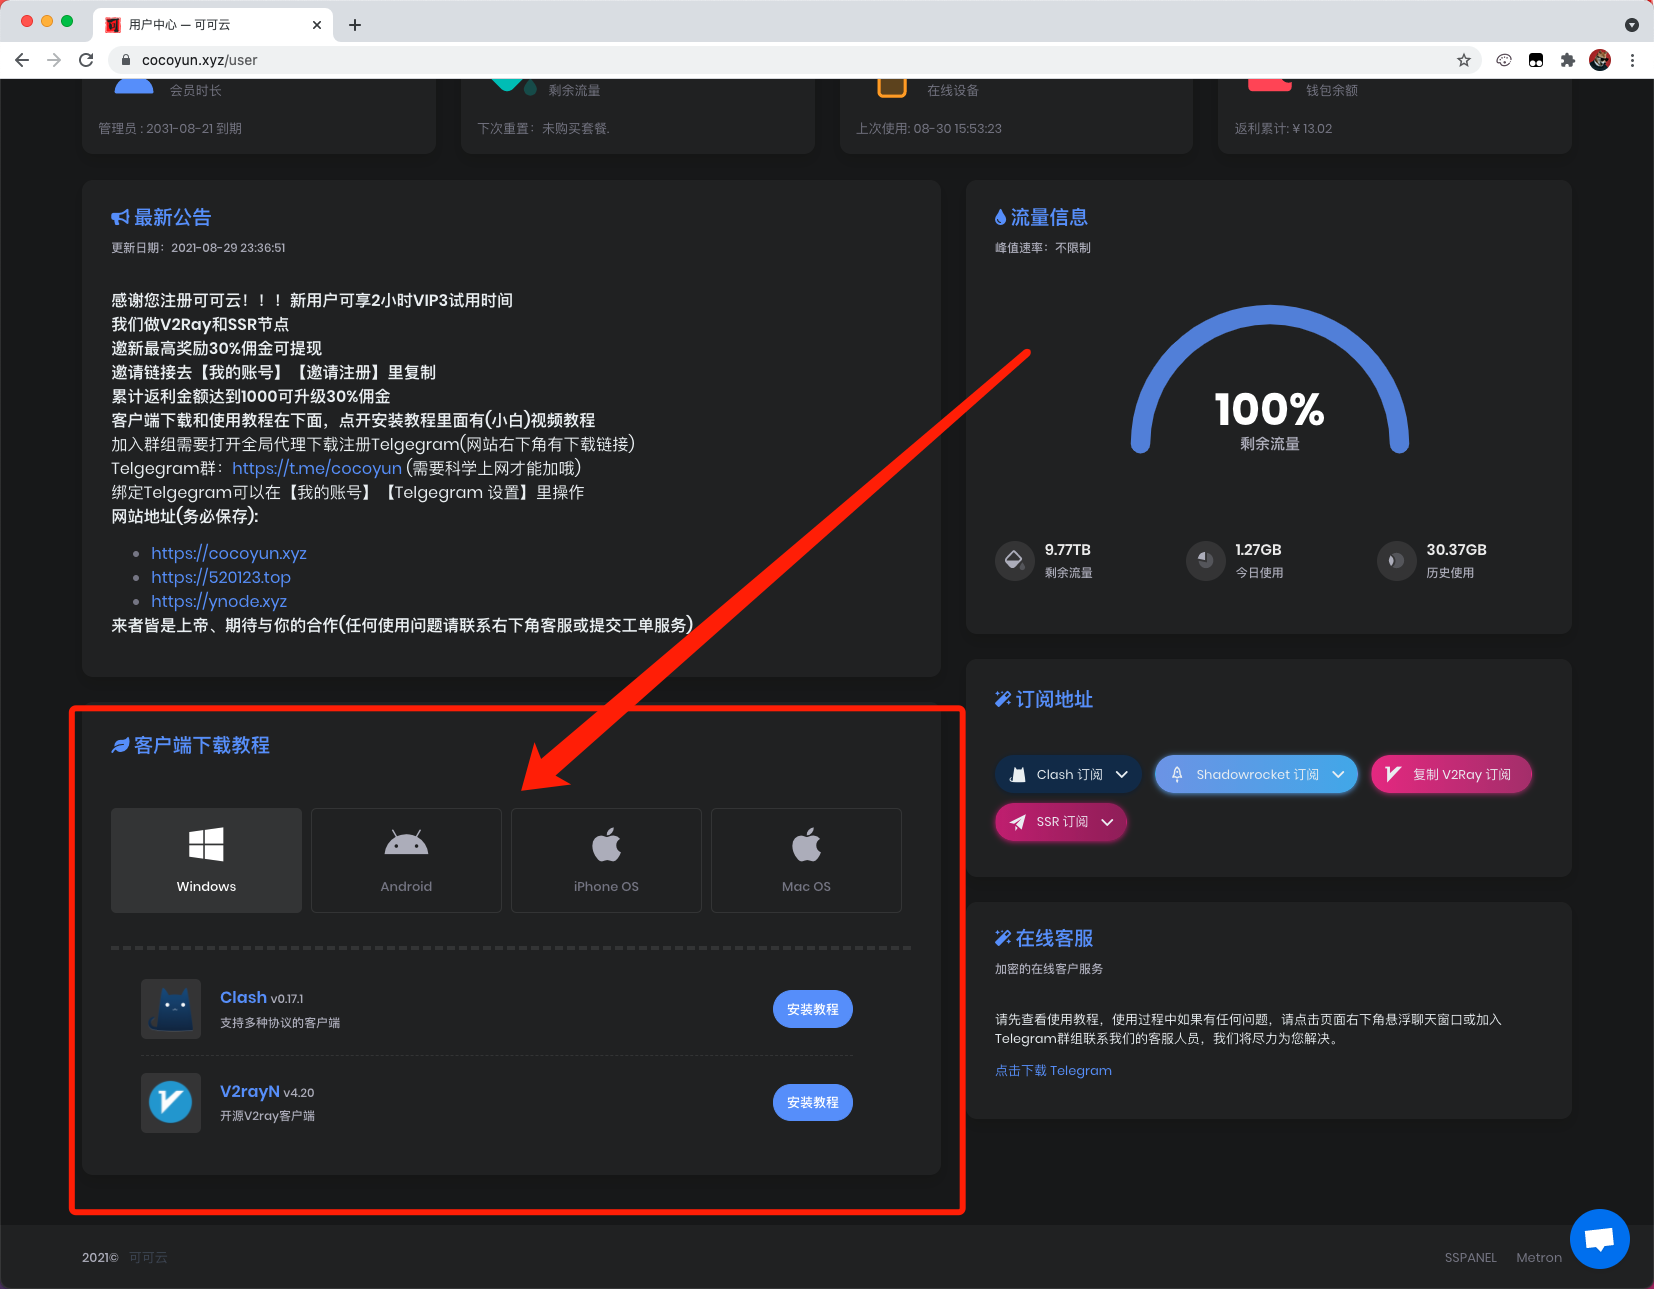 用户中心 — 可可云
cocoyun.xyz/user
会员时长
管理员 : 2031-08-21 到期
剩余流量
下次重置：未购买套餐.
在线设备
上次使用: 08-30 15:53:23
钱包余额
返利累计: ¥ 13.02
最新公告
更新日期：2021-08-29 23:36:51
感谢您注册可可云！！！新用户可享2小时VIP3试用时间
我们做V2Ray和SSR节点
邀新最高奖励30%佣金可提现
邀请链接去【我的账号】【邀请注册】里复制
累计返利金额达到1000可升级30%佣金
客户端下载和使用教程在下面，点开安装教程里面有(小白)视频教程
加入群组需要打开全局代理下载注册Telgegram(网站右下角有下载链接)
Telgegram群：https://t.me/cocoyun (需要科学上网才能加哦)
绑定Telgegram可以在【我的账号】【Telgegram 设置】里操作
网站地址(务必保存):
https://cocoyun.xyz
https://520123.top
https://ynode.xyz
来者皆是上帝、期待与你的合作(任何使用问题请联系右下角客服或提交工单服务)
流量信息
峰值速率：不限制
100%
剩余流量
9.77TB
剩余流量
1.27GB
今日使用
30.37GB
历史使用
订阅地址
Clash 订阅
Shadowrocket 订阅
复制 V2Ray 订阅
SSR 订阅
客户端下载教程
Windows
Android
iPhone OS
Mac OS
Clash v0.17.1
支持多种协议的客户端
安装教程
V2rayN v4.20
开源V2ray客户端
安装教程
在线客服
加密的在线客户服务
请先查看使用教程，使用过程中如果有任何问题，请点击页面右下角悬浮聊天窗口或加入
Telegram群组联系我们的客服人员，我们将尽力为您解决。
点击下载 Telegram
2021© 可可云
SSPANEL Metron